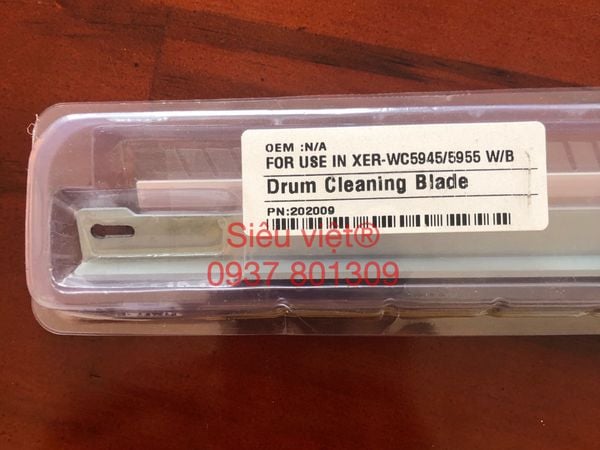 OEM :N/A
FOR USE IN XER-WC5945/5955 W/B
Drum Cleaning Blade
PN:202009
Siêu việt®
0937 801309